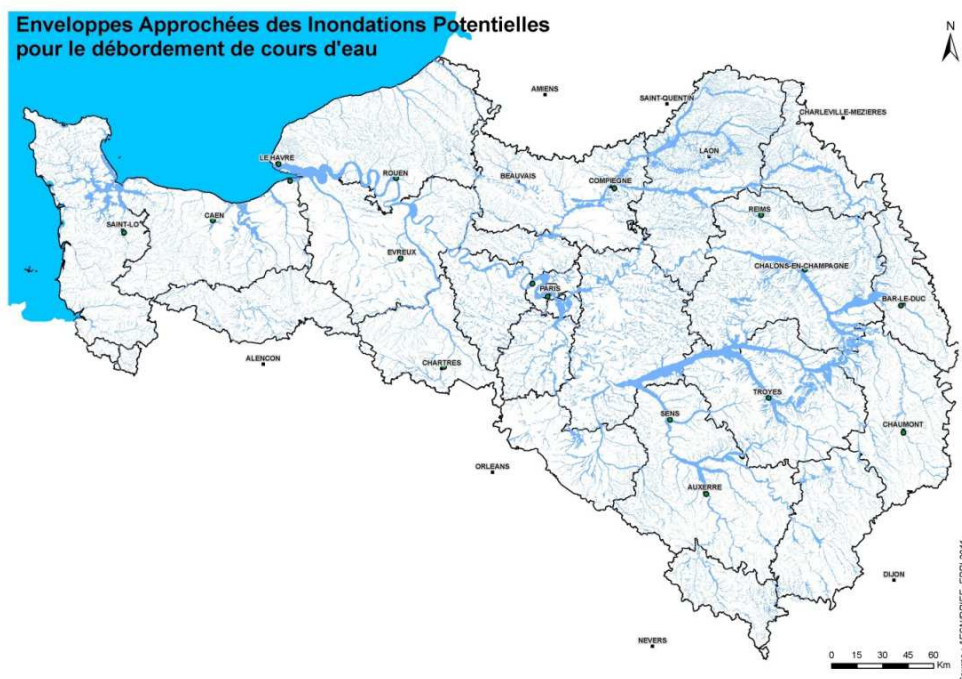 Enveloppes Approchées des Inondations Potentielles
pour le débordement de cours d'eau
N
AMIENS
SAINT-QUENTIN
CHARLEVILLE-MEZIERES
LAON
LE HAVRE
ROUEN
BEAUVAIS
COMPIEGNE
REIMS
CAEN
SAINT-LO
EVREUX
CHALONS-EN-CHAMPAGNE
PARIS
BAR-LE-DUC
ALENCON
CHARTRES
TROYES
SENS
CHAUMONT
ORLEANS
AUXERRE
DIJON
NEVERS
0 15 30 45 60
Km